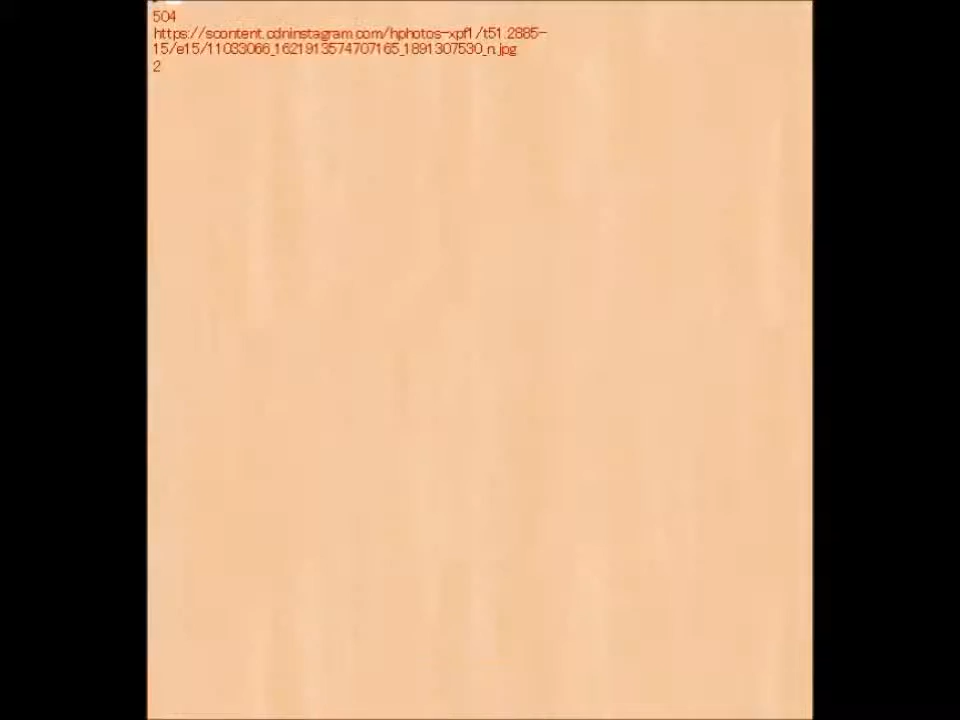 504
https://scontent.cdninstagram.com/hphotos-xpf1/t51.2885-
15/e15/11033066_1621913574707165_1891307530_n.jpg
2